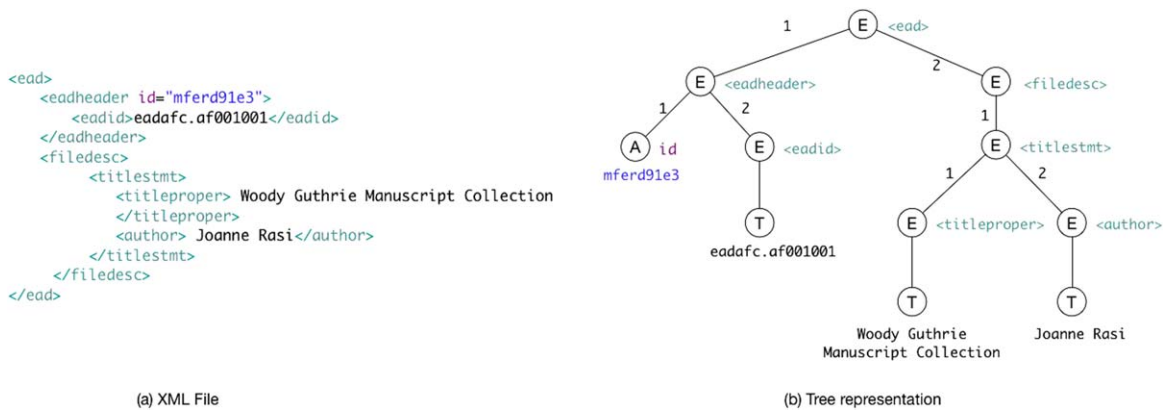 <ead>
<eadheader id="mferd91e3">
<eadid>eadafc.af001001</eadid>
</eadheader>
<filedesc>
<titlestmt>
<titleproper> Woody Guthrie Manuscript Collection
</titleproper>
<author> Joanne Rasi</author>
</titlestmt>
</filedesc>
</ead>
(a) XML File
1 E <ead>
2
E <eadheader> E <filedesc>
1 2 1
A id E <eadid> E <titlestmt>
mferd91e3 1 2
T E <titleproper> E <author>
eadafc.af001001
T T
Woody Guthrie Joanne Rasi
Manuscript Collection
(b) Tree representation